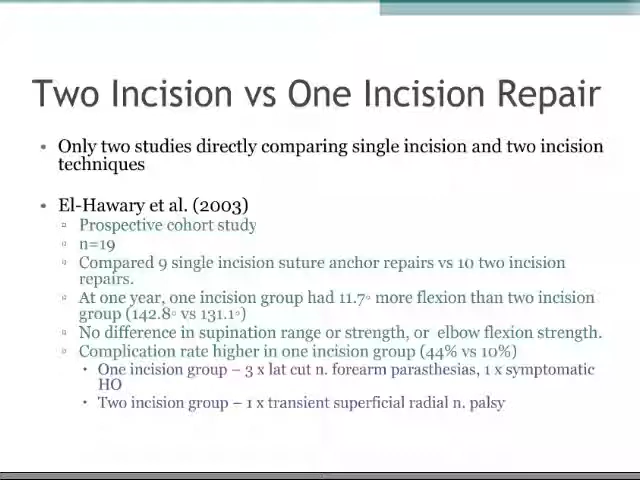 Two Incision vs One Incision Repair
• Only two studies directly comparing single incision and two incision
techniques
• El-Hawary et al. (2003)
▫ Prospective cohort study
▫ n=19
▫ Compared 9 single incision suture anchor repairs vs 10 two incision
repairs.
▫ At one year, one incision group had 11.7° more flexion than two incision
group (142.8° vs 131.1°)
▫ No difference in supination range or strength, or elbow flexion strength.
▫ Complication rate higher in one incision group (44% vs 10%)
• One incision group – 3 x lat cut n. forearm parasthesias, 1 x symptomatic
HO
• Two incision group – 1 x transient superficial radial n. palsy